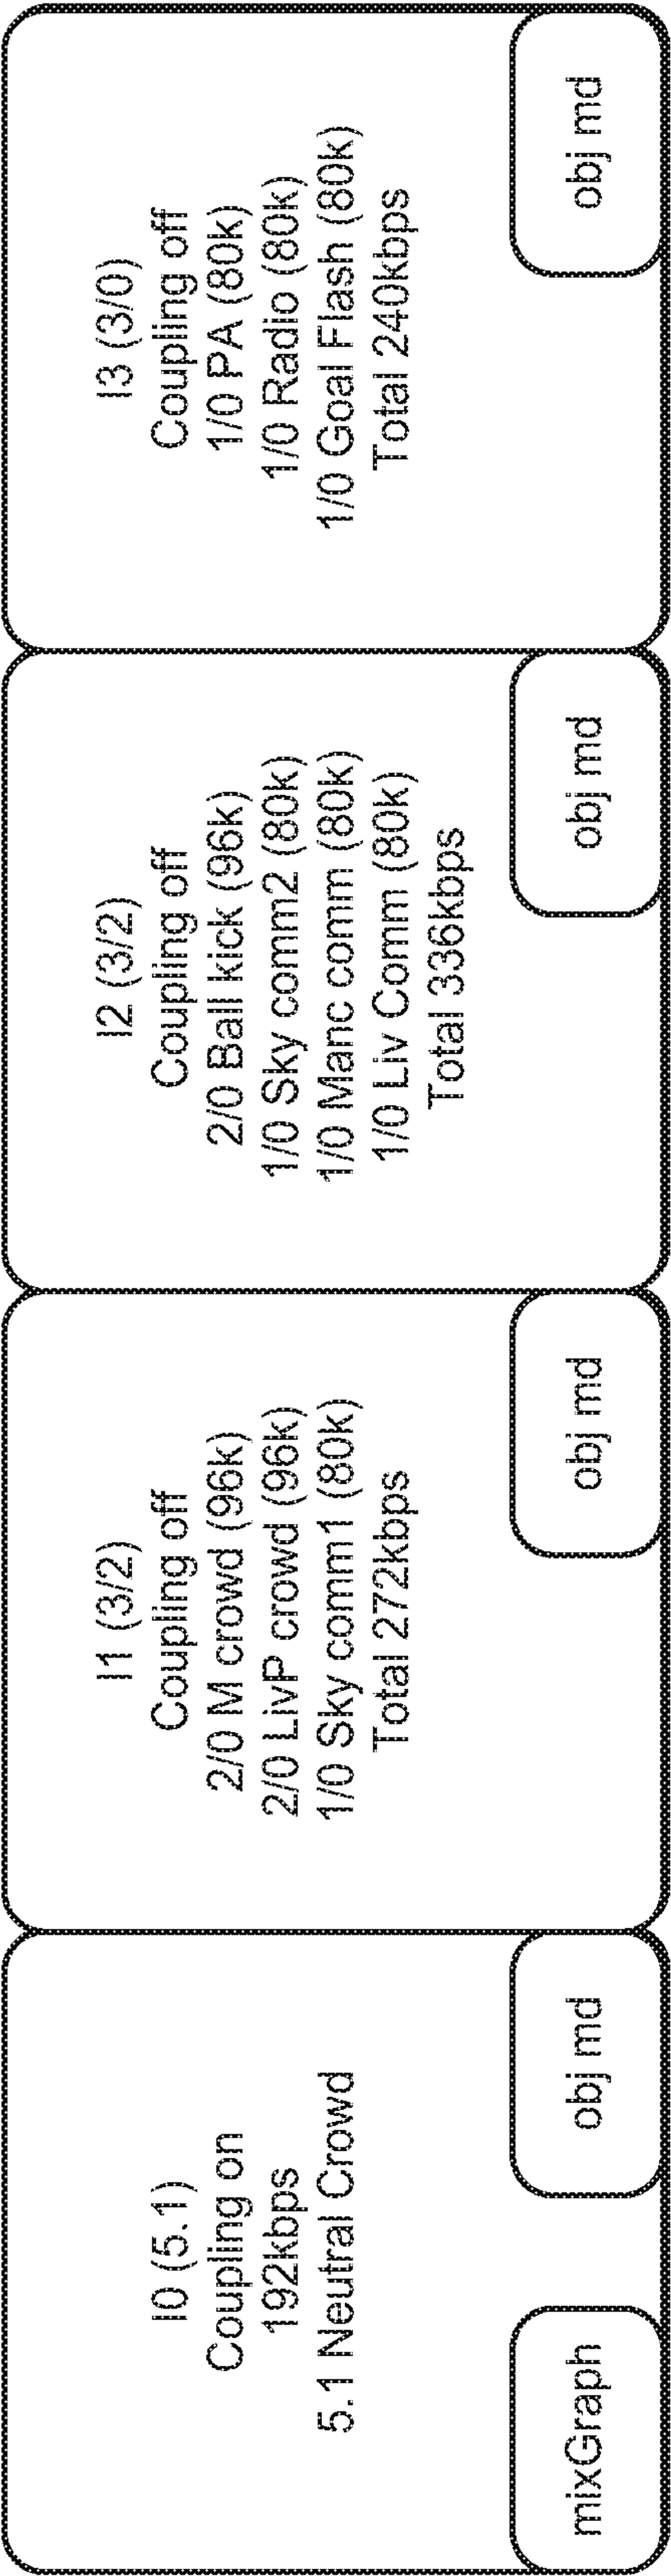 I0 (5.1)
Coupling on
192kbps
5.1 Neutral Crowd
mixGraph
obj md
I1 (3/2)
Coupling off
2/0 M crowd (96k)
2/0 LivP crowd (96k)
1/0 Sky comm1 (80k)
Total 272kbps
obj md
I2 (3/2)
Coupling off
2/0 Ball kick (96k)
1/0 Sky comm2 (80k)
1/0 Manc comm (80k)
1/0 Liv Comm (80k)
Total 336kbps
obj md
I3 (3/0)
Coupling off
1/0 PA (80k)
1/0 Radio (80k)
1/0 Goal Flash (80k)
Total 240kbps
obj md